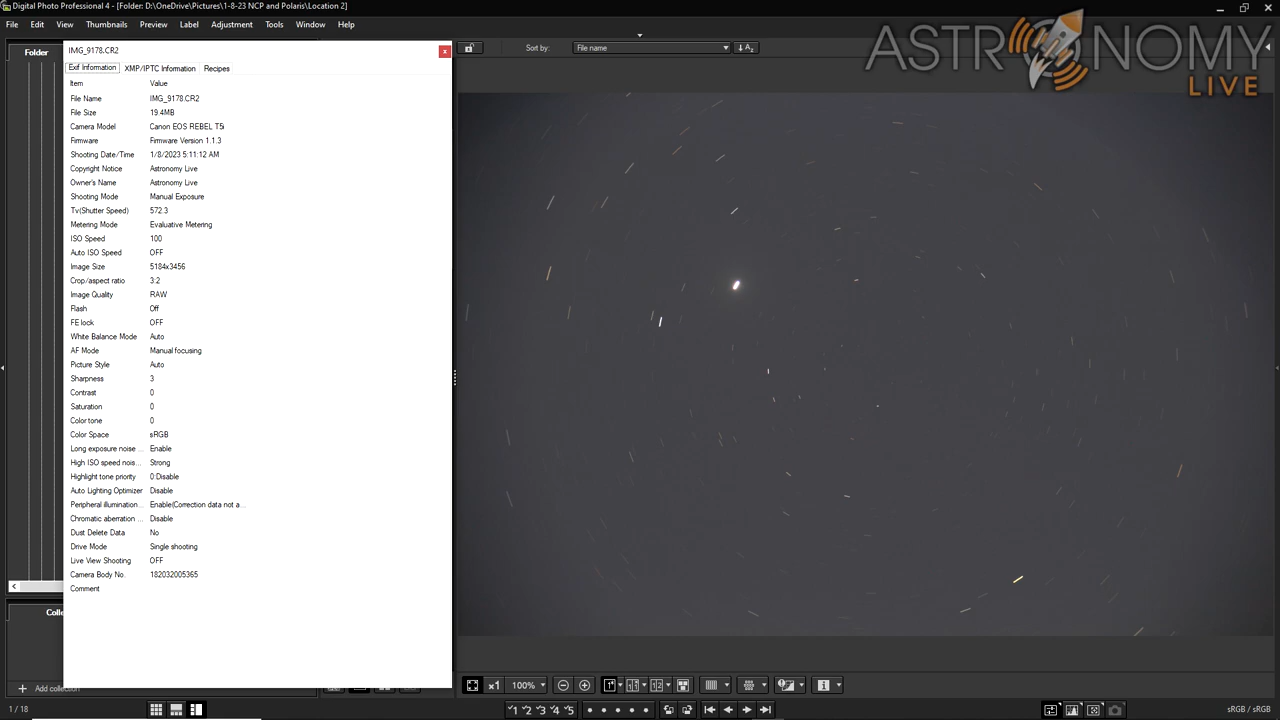 Digital Photo Professional 4 - [Folder: D:\OneDrive\Pictures\1-8-23 NCP and Polaris\Location 2]
File Edit View Thumbnails Preview Label Adjustment Tools Window Help
Folder
IMG_9178.CR2
x
Sort by: File name
ASTRONOMY
LIVE
Exif Information XMP/IPTC Information Recipes
Item Value
File Name IMG_9178.CR2
File Size 19.4MB
Camera Model Canon EOS REBEL T5i
Firmware Firmware Version 1.1.3
Shooting Date/Time 1/8/2023 5:11:12 AM
Copyright Notice Astronomy Live
Owner's Name Astronomy Live
Shooting Mode Manual Exposure
Tv(Shutter Speed) 572.3
Metering Mode Evaluative Metering
ISO Speed 100
Auto ISO Speed OFF
Image Size 5184x3456
Crop/aspect ratio 3:2
Image Quality RAW
Flash Off
FE lock OFF
White Balance Mode Auto
AF Mode Manual focusing
Picture Style Auto
Sharpness 3
Contrast 0
Saturation 0
Color tone 0
Color Space sRGB
Long exposure noise ... Enable
High ISO speed nois... Strong
Highlight tone priority 0:Disable
Auto Lighting Optimizer Disable
Peripheral illumination... Enable(Correction data not a...
Chromatic aberration ... Disable
Dust Delete Data No
Drive Mode Single shooting
Live View Shooting OFF
Camera Body No. 182032005365
Comment
Colle
Add collection
100%
1 / 18
*1 *2 *3 *4 *5
sRGB / sRGB